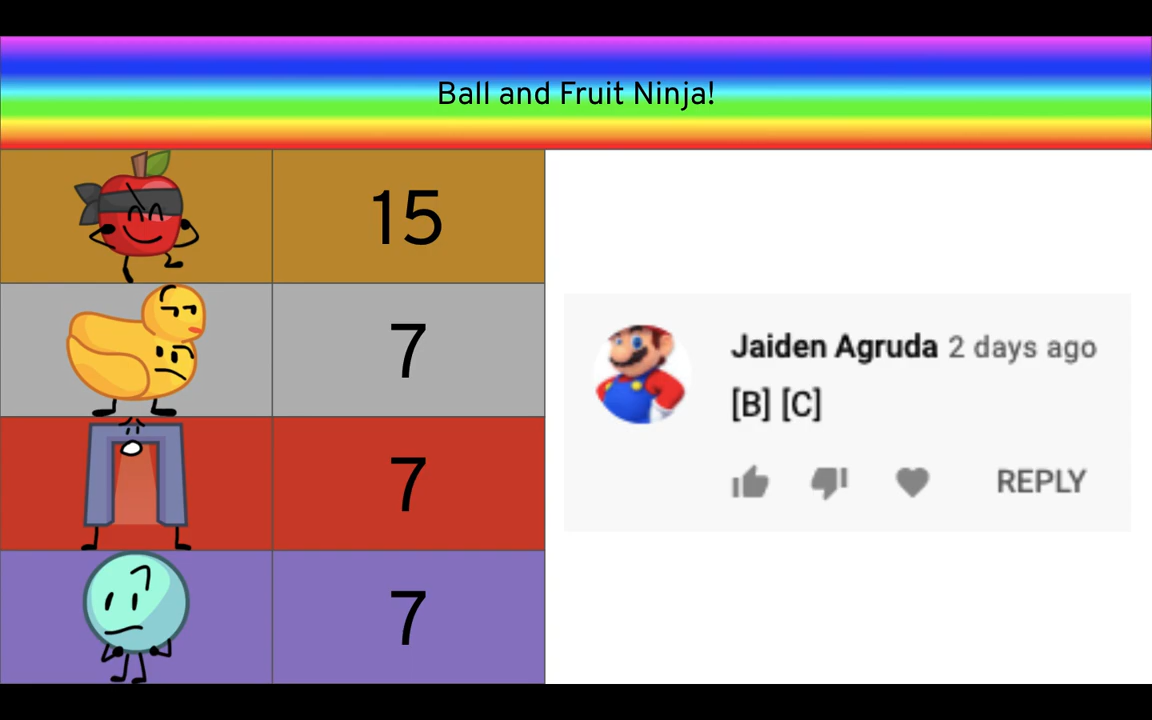 Ball and Fruit Ninja!
15
7
7
7
Jaiden Agruda 2 days ago
[B] [C]
REPLY